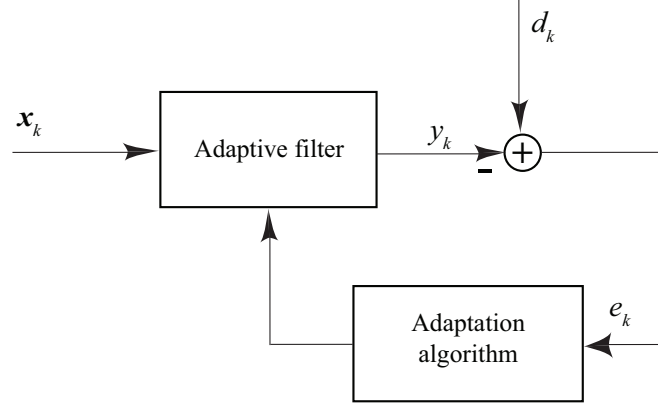 d_k
x_k
Adaptive filter
y_k
+
-
Adaptation
algorithm
e_k